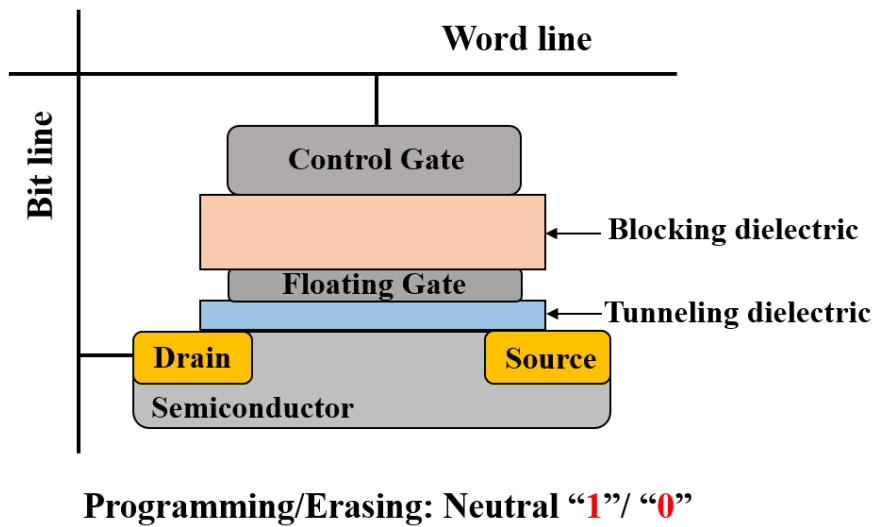 Word line
Bit line
Control Gate
Blocking dielectric
Floating Gate
Tunneling dielectric
Drain
Source
Semiconductor
Programming/Erasing: Neutral “1”/ “0”